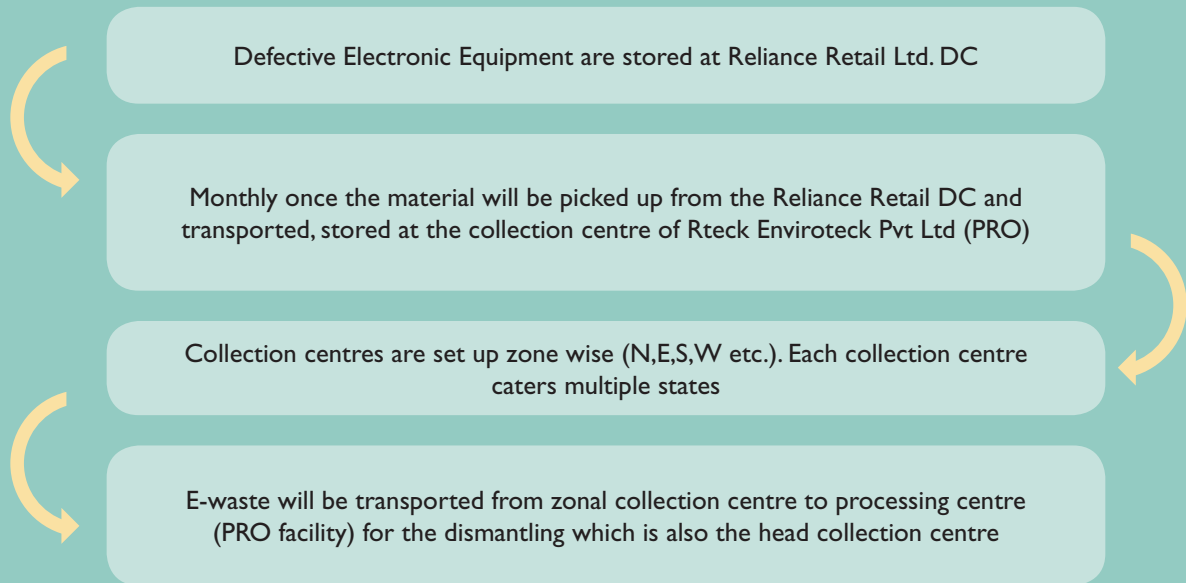 Defective Electronic Equipment are stored at Reliance Retail Ltd. DC
Monthly once the material will be picked up from the Reliance Retail DC and
transported, stored at the collection centre of Rteck Enviroteck Pvt Ltd (PRO)
Collection centres are set up zone wise (N,E,S,W etc.). Each collection centre
caters multiple states
E-waste will be transported from zonal collection centre to processing centre
(PRO facility) for the dismantling which is also the head collection centre